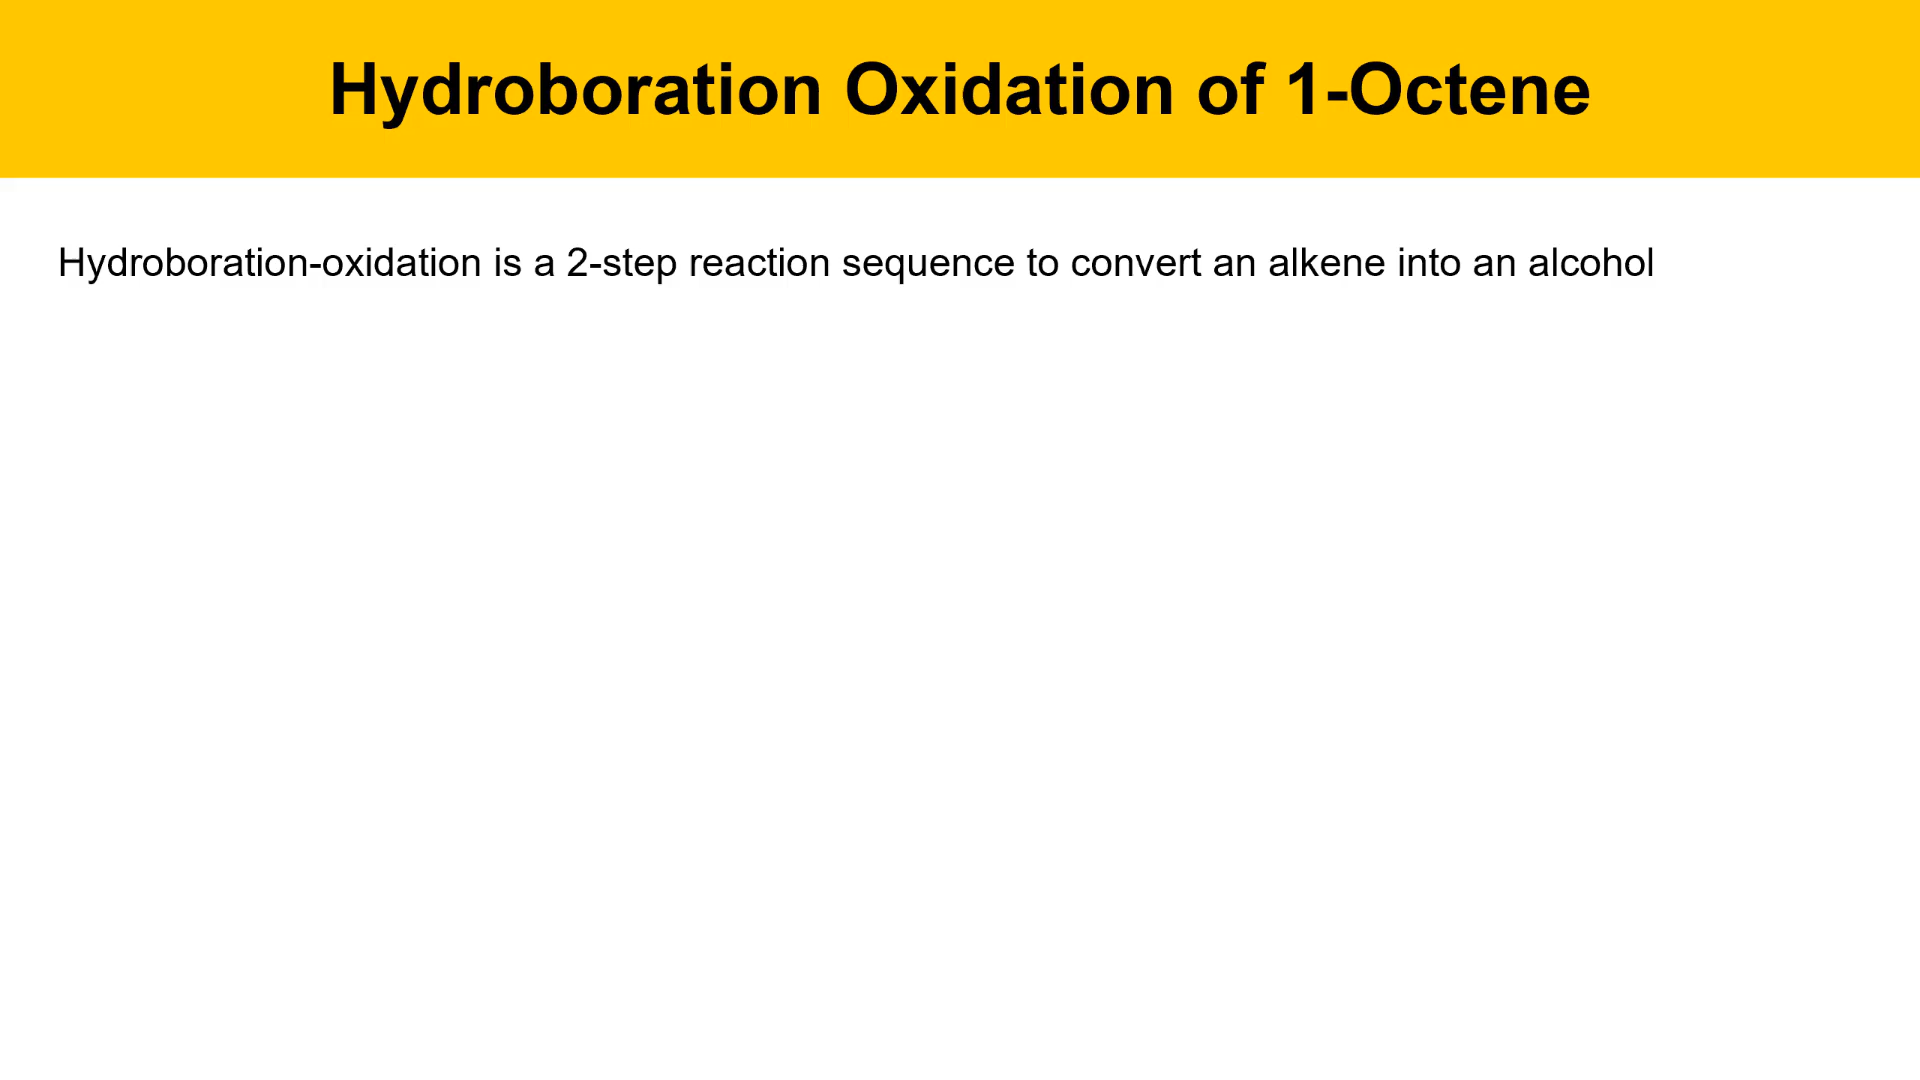 Hydroboration Oxidation of 1-Octene
Hydroboration-oxidation is a 2-step reaction sequence to convert an alkene into an alcohol